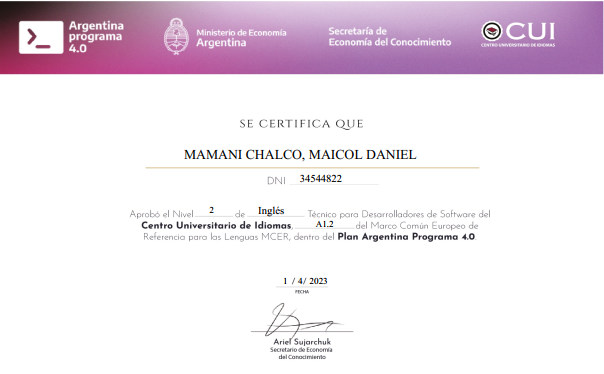 Argentina
programa
4.0
Ministerio de Economía
Argentina
Secretaría de
Economía del Conocimiento
CUI
CENTRO UNIVERSITARIO DE IDIOMAS
SE CERTIFICA QUE
MAMANI CHALCO, MAICOL DANIEL
DNI 34544822
Aprobó el Nivel 2 de Inglés Técnico para Desarrolladores de Software del
Centro Universitario de Idiomas, A1.2 del Marco Común Europeo de
Referencia para las Lenguas MCER, dentro del Plan Argentina Programa 4.0.
1 / 4/ 2023
FECHA
Ariel Sujarchuk
Secretario de Economía
del Conocimiento